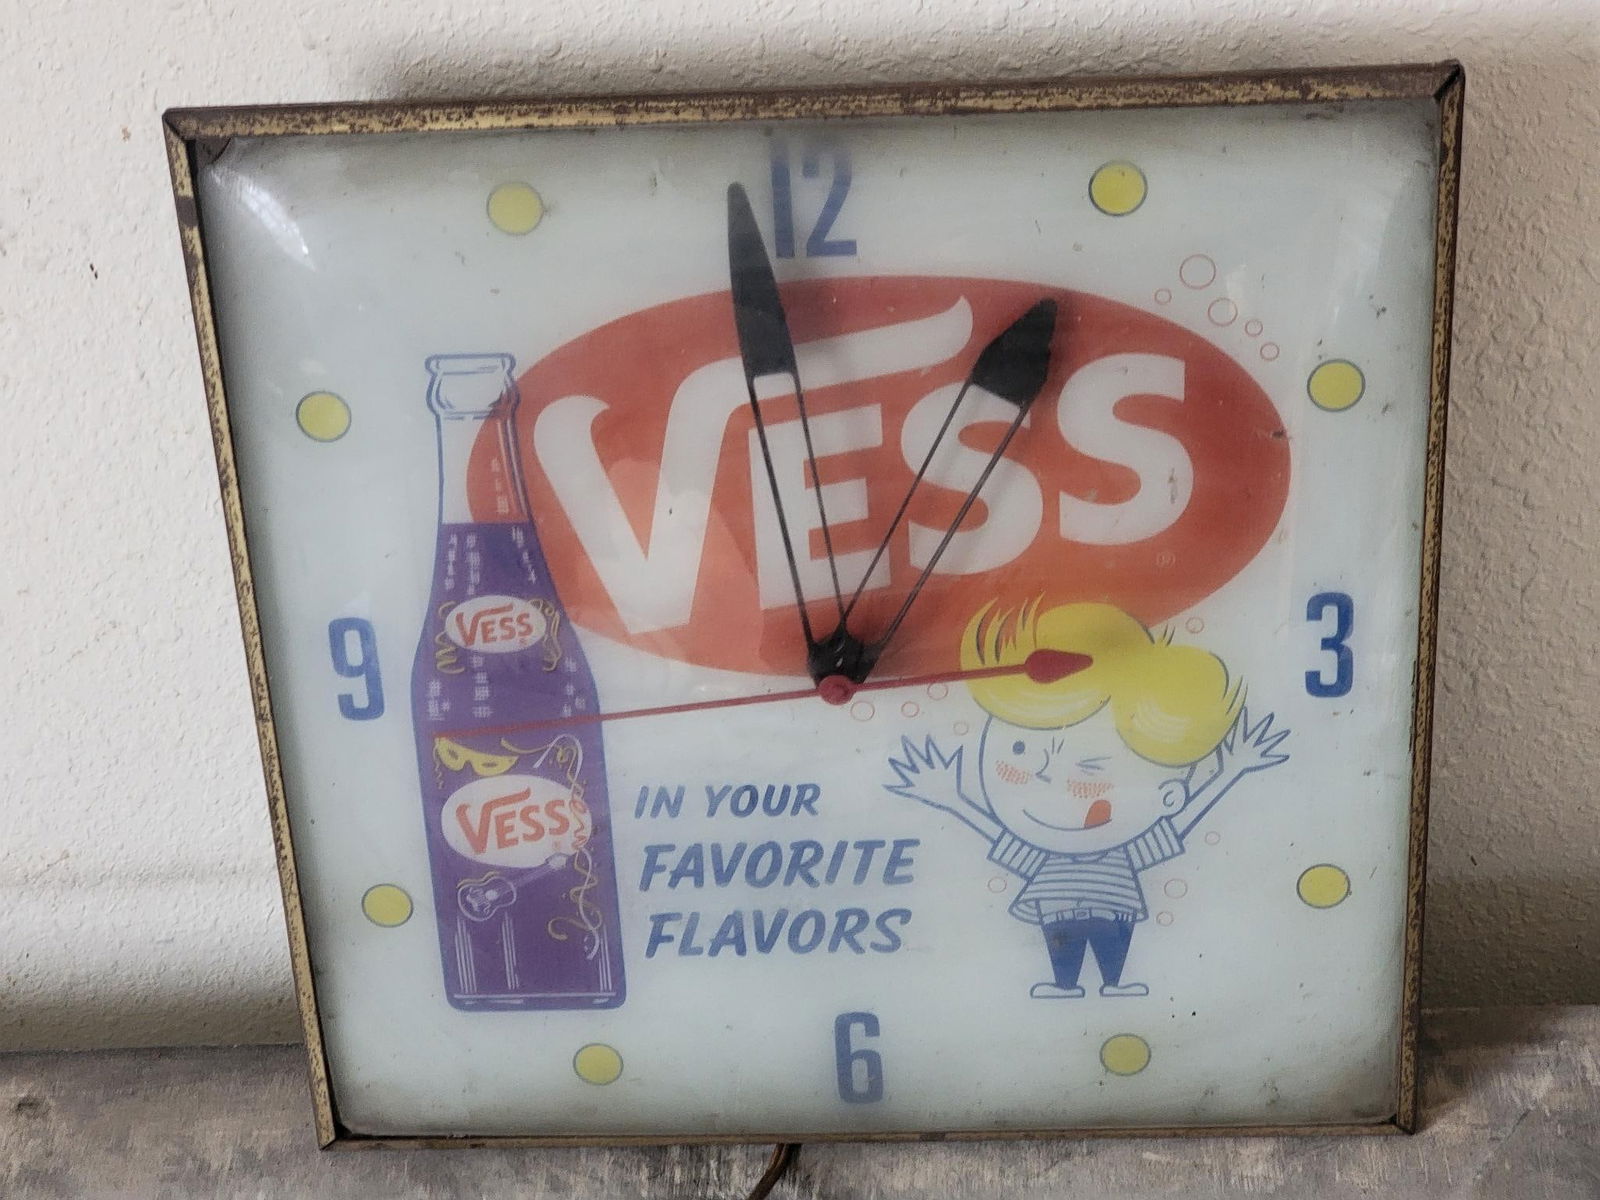 12
VESS
®
9
VESS
3
VESS
IN YOUR
FAVORITE
FLAVORS
6